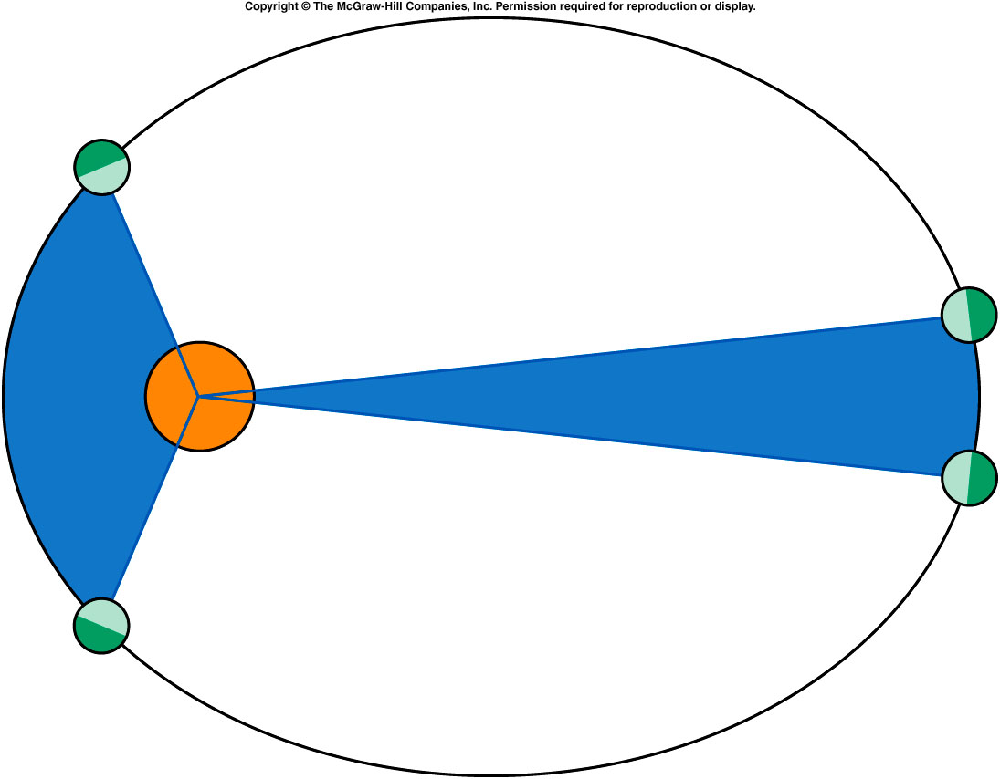 Copyright © The McGraw-Hill Companies, Inc. Permission required for reproduction or display.